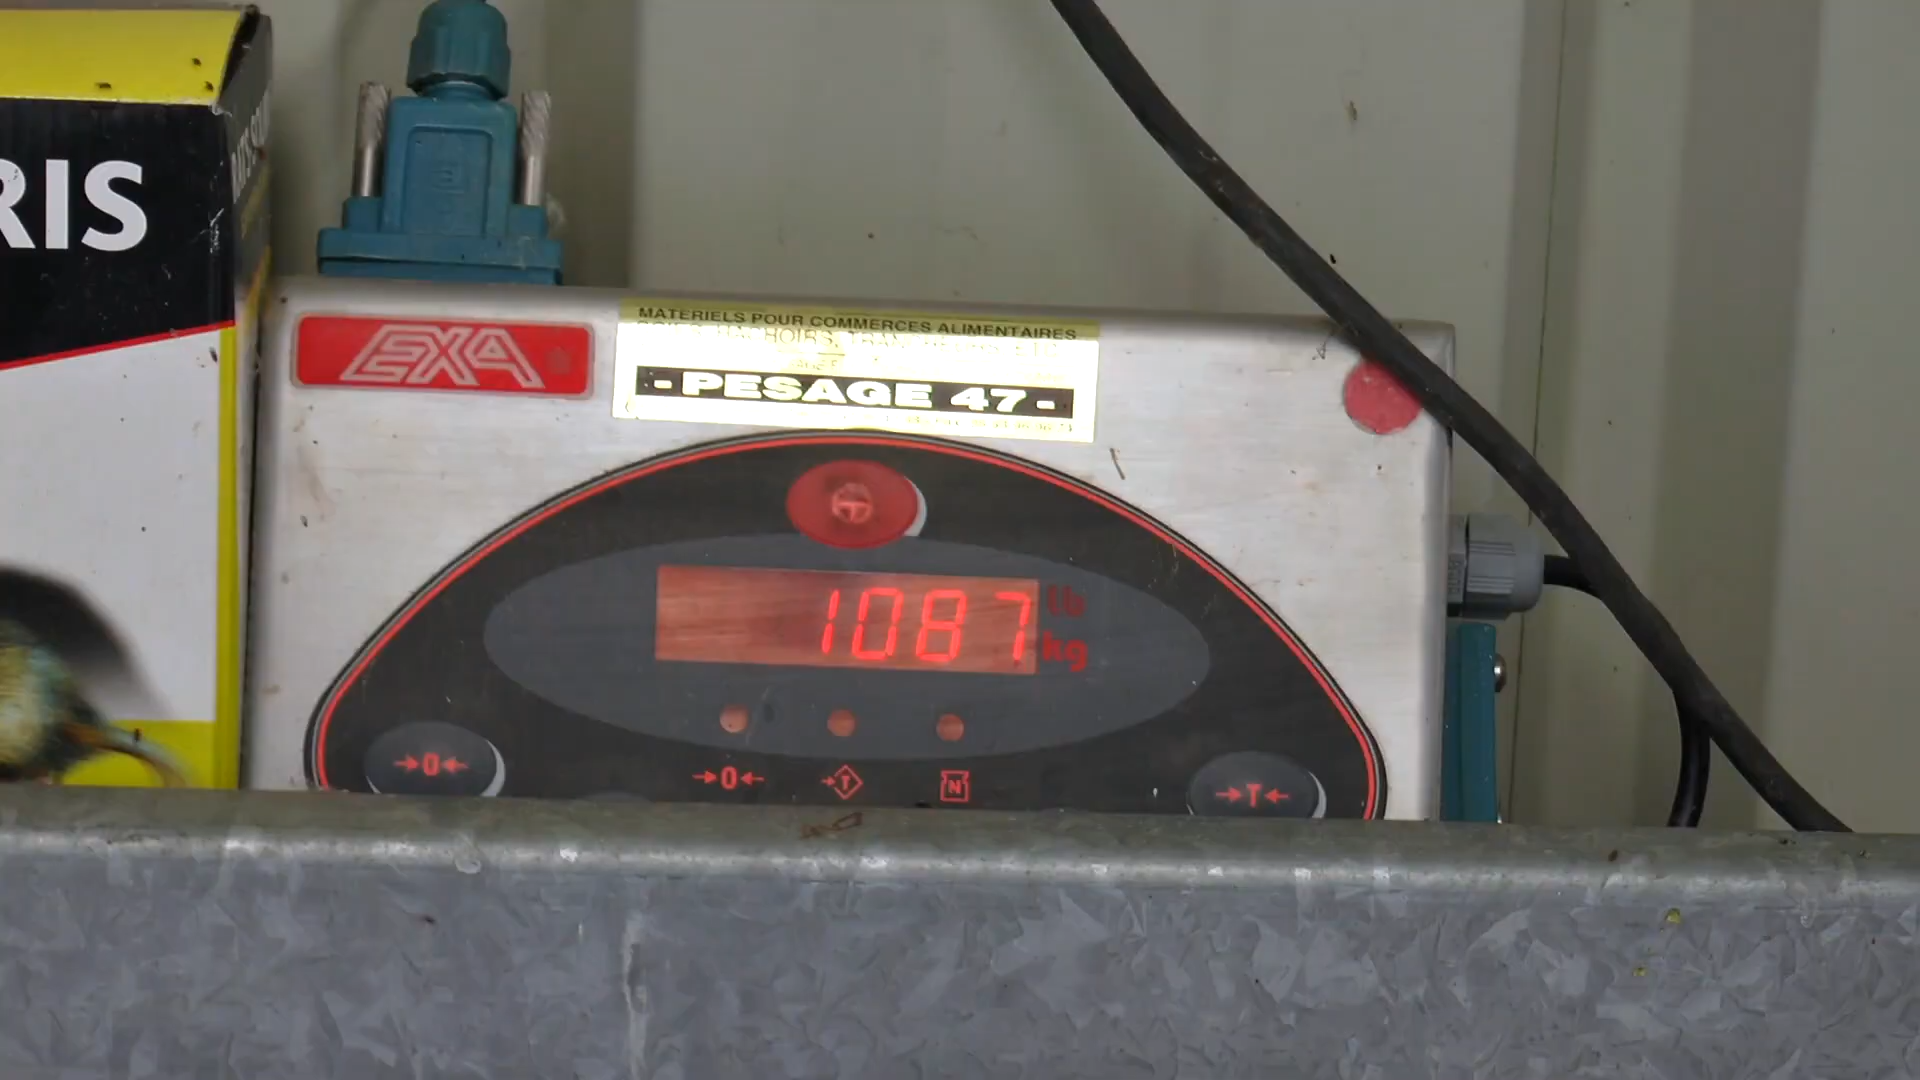 RIS
EXA
MATERIELS POUR COMMERCES ALIMENTAIRES
- PESAGE 47 -
1087
lb
kg
→0←
→0←
T
N
→T←